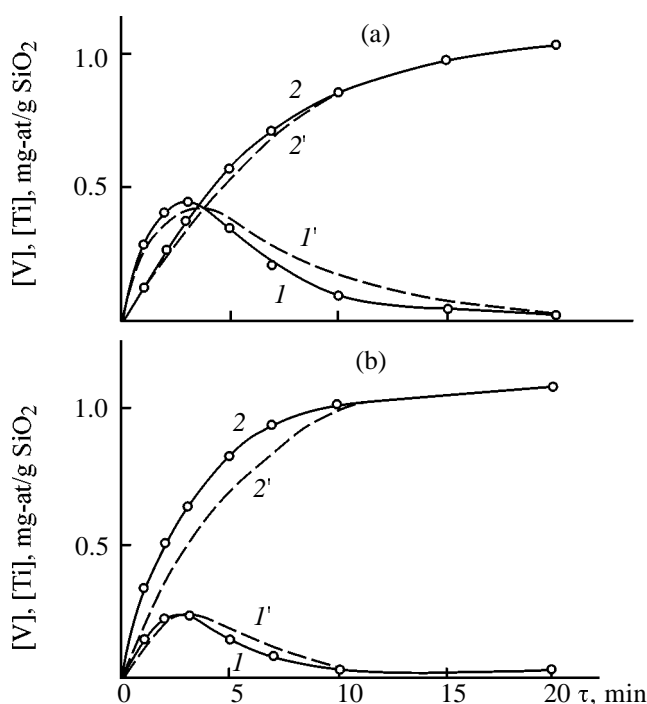 (a)
[V], [Ti], mg-at/g SiO₂
1.0
0.5
2
2'
1'
1
(b)
[V], [Ti], mg-at/g SiO₂
1.0
0.5
2
2'
1'
1
0 5 10 15 20 τ, min